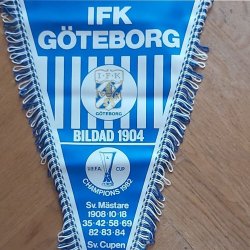 IFK
GÖTEBORG
I.F.K
GÖTEBORG
BILDAD 1904
UEFA CUP
CHAMPIONS 1982
Sv. Mästare
1908·10·18
35·42·58·69
82·83·84
Sv. Cupen